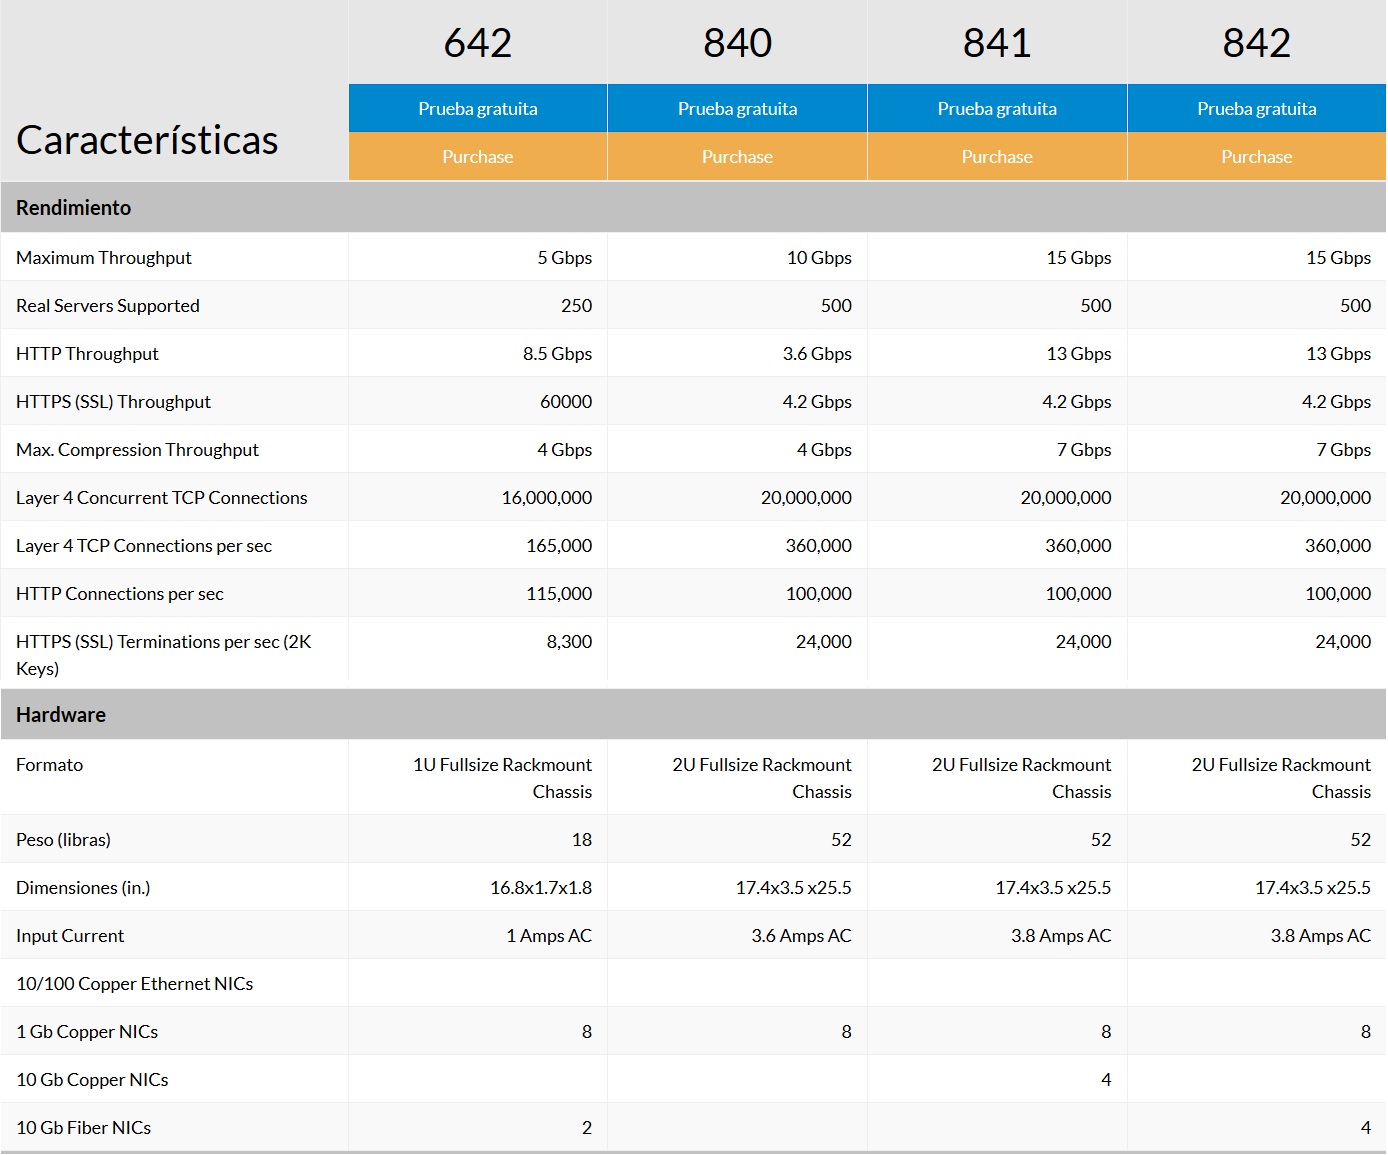 642 840 841 842
Prueba gratuita Prueba gratuita Prueba gratuita Prueba gratuita
Características
Purchase Purchase Purchase Purchase
Rendimiento
Maximum Throughput 5 Gbps 10 Gbps 15 Gbps 15 Gbps
Real Servers Supported 250 500 500 500
HTTP Throughput 8.5 Gbps 3.6 Gbps 13 Gbps 13 Gbps
HTTPS (SSL) Throughput 60000 4.2 Gbps 4.2 Gbps 4.2 Gbps
Max. Compression Throughput 4 Gbps 4 Gbps 7 Gbps 7 Gbps
Layer 4 Concurrent TCP Connections 16,000,000 20,000,000 20,000,000 20,000,000
Layer 4 TCP Connections per sec 165,000 360,000 360,000 360,000
HTTP Connections per sec 115,000 100,000 100,000 100,000
HTTPS (SSL) Terminations per sec (2K 8,300 24,000 24,000 24,000
Keys)
Hardware
Formato 1U Fullsize Rackmount 2U Fullsize Rackmount 2U Fullsize Rackmount 2U Fullsize Rackmount
Chassis Chassis Chassis Chassis
Peso (libras) 18 52 52 52
Dimensiones (in.) 16.8x1.7x1.8 17.4x3.5 x25.5 17.4x3.5 x25.5 17.4x3.5 x25.5
Input Current 1 Amps AC 3.6 Amps AC 3.8 Amps AC 3.8 Amps AC
10/100 Copper Ethernet NICs
1 Gb Copper NICs 8 8 8 8
10 Gb Copper NICs 4
10 Gb Fiber NICs 2 4